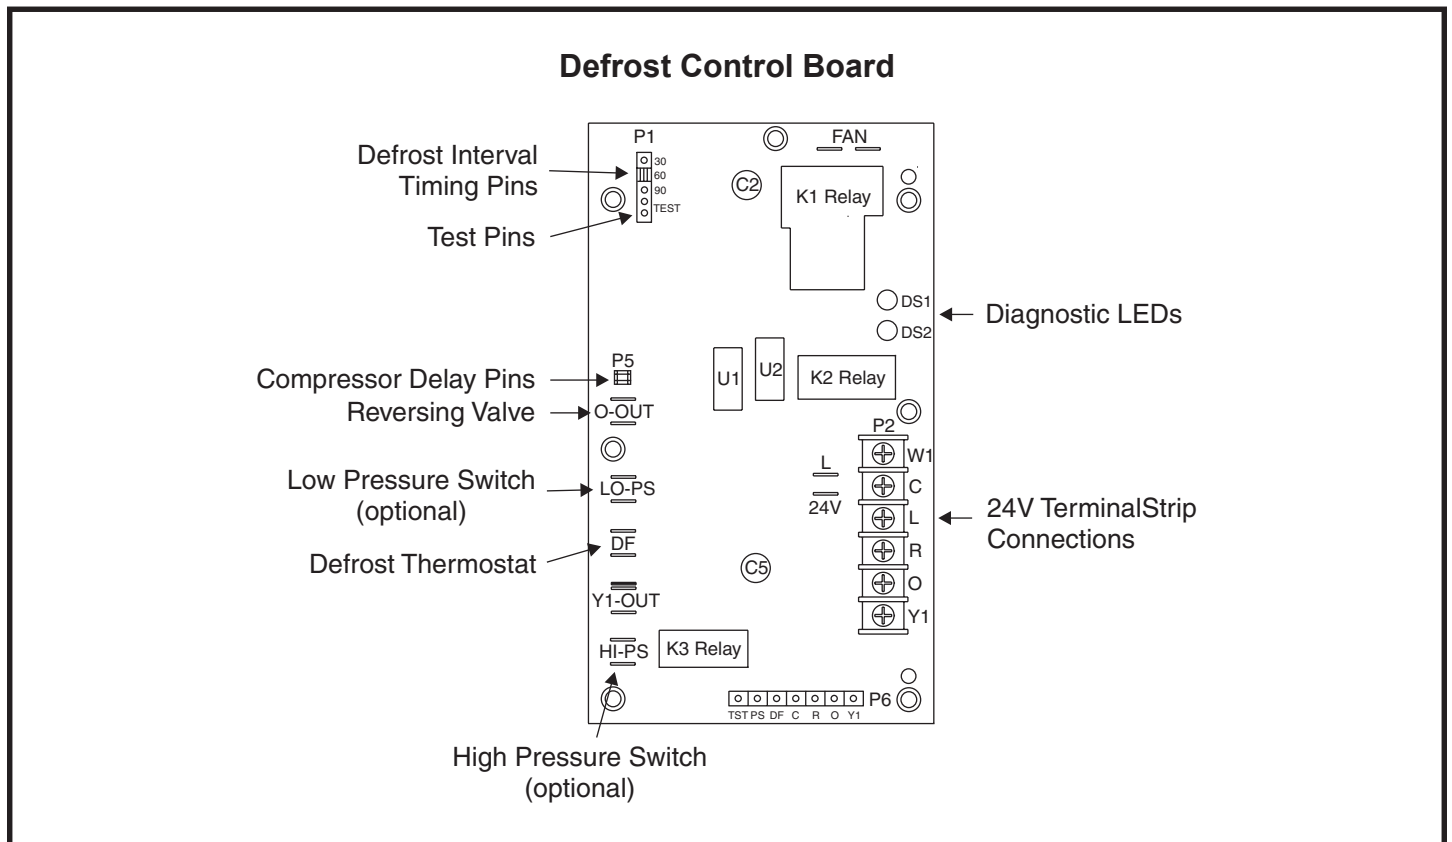 Defrost Control Board
P1
FAN
Defrost Interval
Timing Pins
30
60
90
TEST
C2
K1 Relay
Test Pins
DS1
DS2
Diagnostic LEDs
P5
U1
U2
K2 Relay
Compressor Delay Pins
Reversing Valve
O-OUT
P2
W1
C
L
R
O
Y1
L
24V
Low Pressure Switch
(optional)
LO-PS
24V TerminalStrip
Connections
DF
Defrost Thermostat
C5
Y1-OUT
HI-PS
K3 Relay
P6
TST PS DF C R O Y1
High Pressure Switch
(optional)